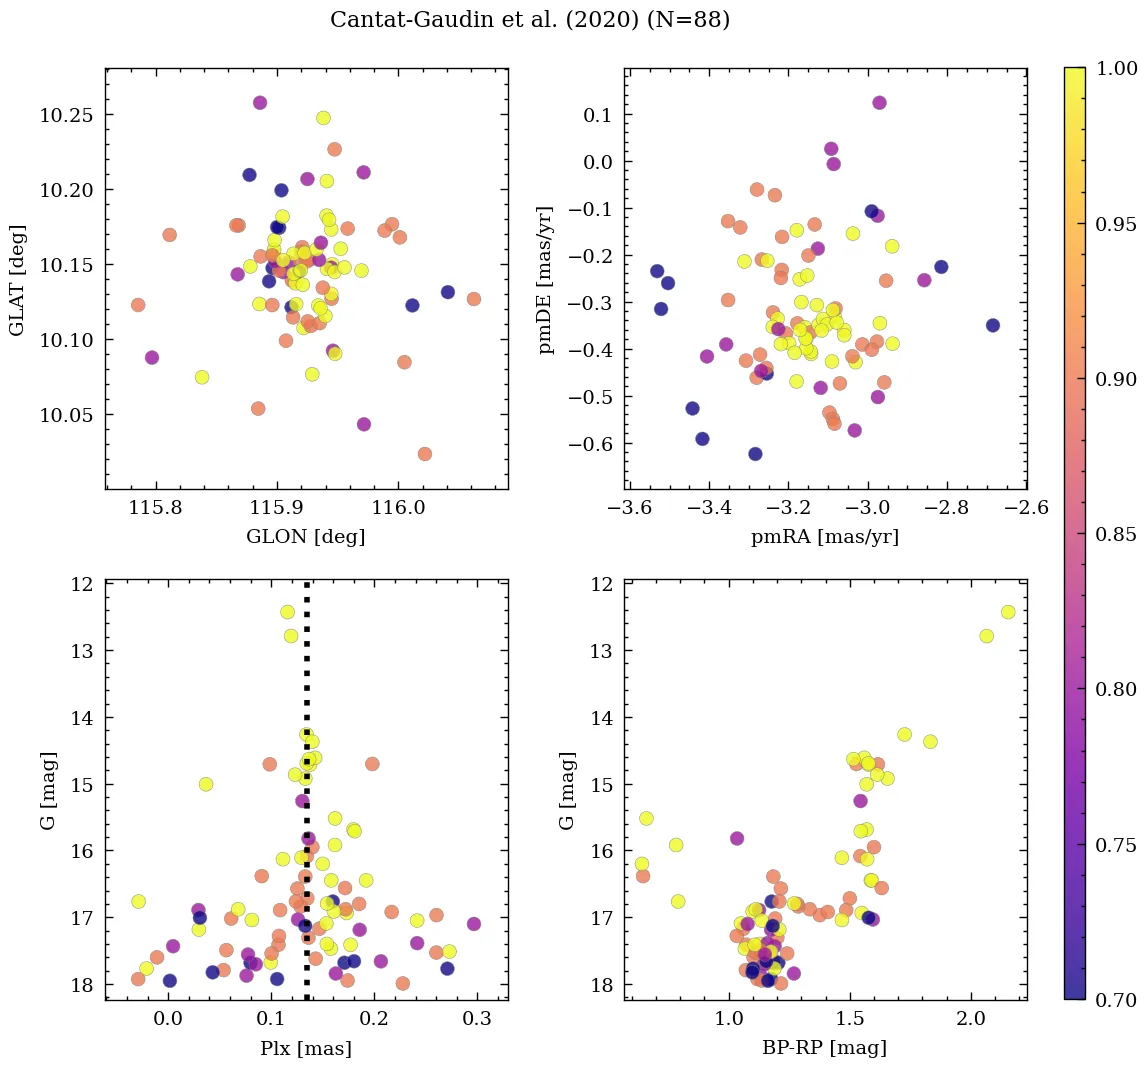 Cantat-Gaudin et al. (2020) (N=88)
10.25
10.20
10.15
10.10
10.05
GLAT [deg]
115.8 115.9 116.0
GLON [deg]
0.1
0.0
−0.1
−0.2
−0.3
−0.4
−0.5
−0.6
pmDE [mas/yr]
−3.6 −3.4 −3.2 −3.0 −2.8 −2.6
pmRA [mas/yr]
12
13
14
15
16
17
18
G [mag]
0.0 0.1 0.2 0.3
Plx [mas]
12
13
14
15
16
17
18
G [mag]
1.0 1.5 2.0
BP-RP [mag]
1.00
0.95
0.90
0.85
0.80
0.75
0.70